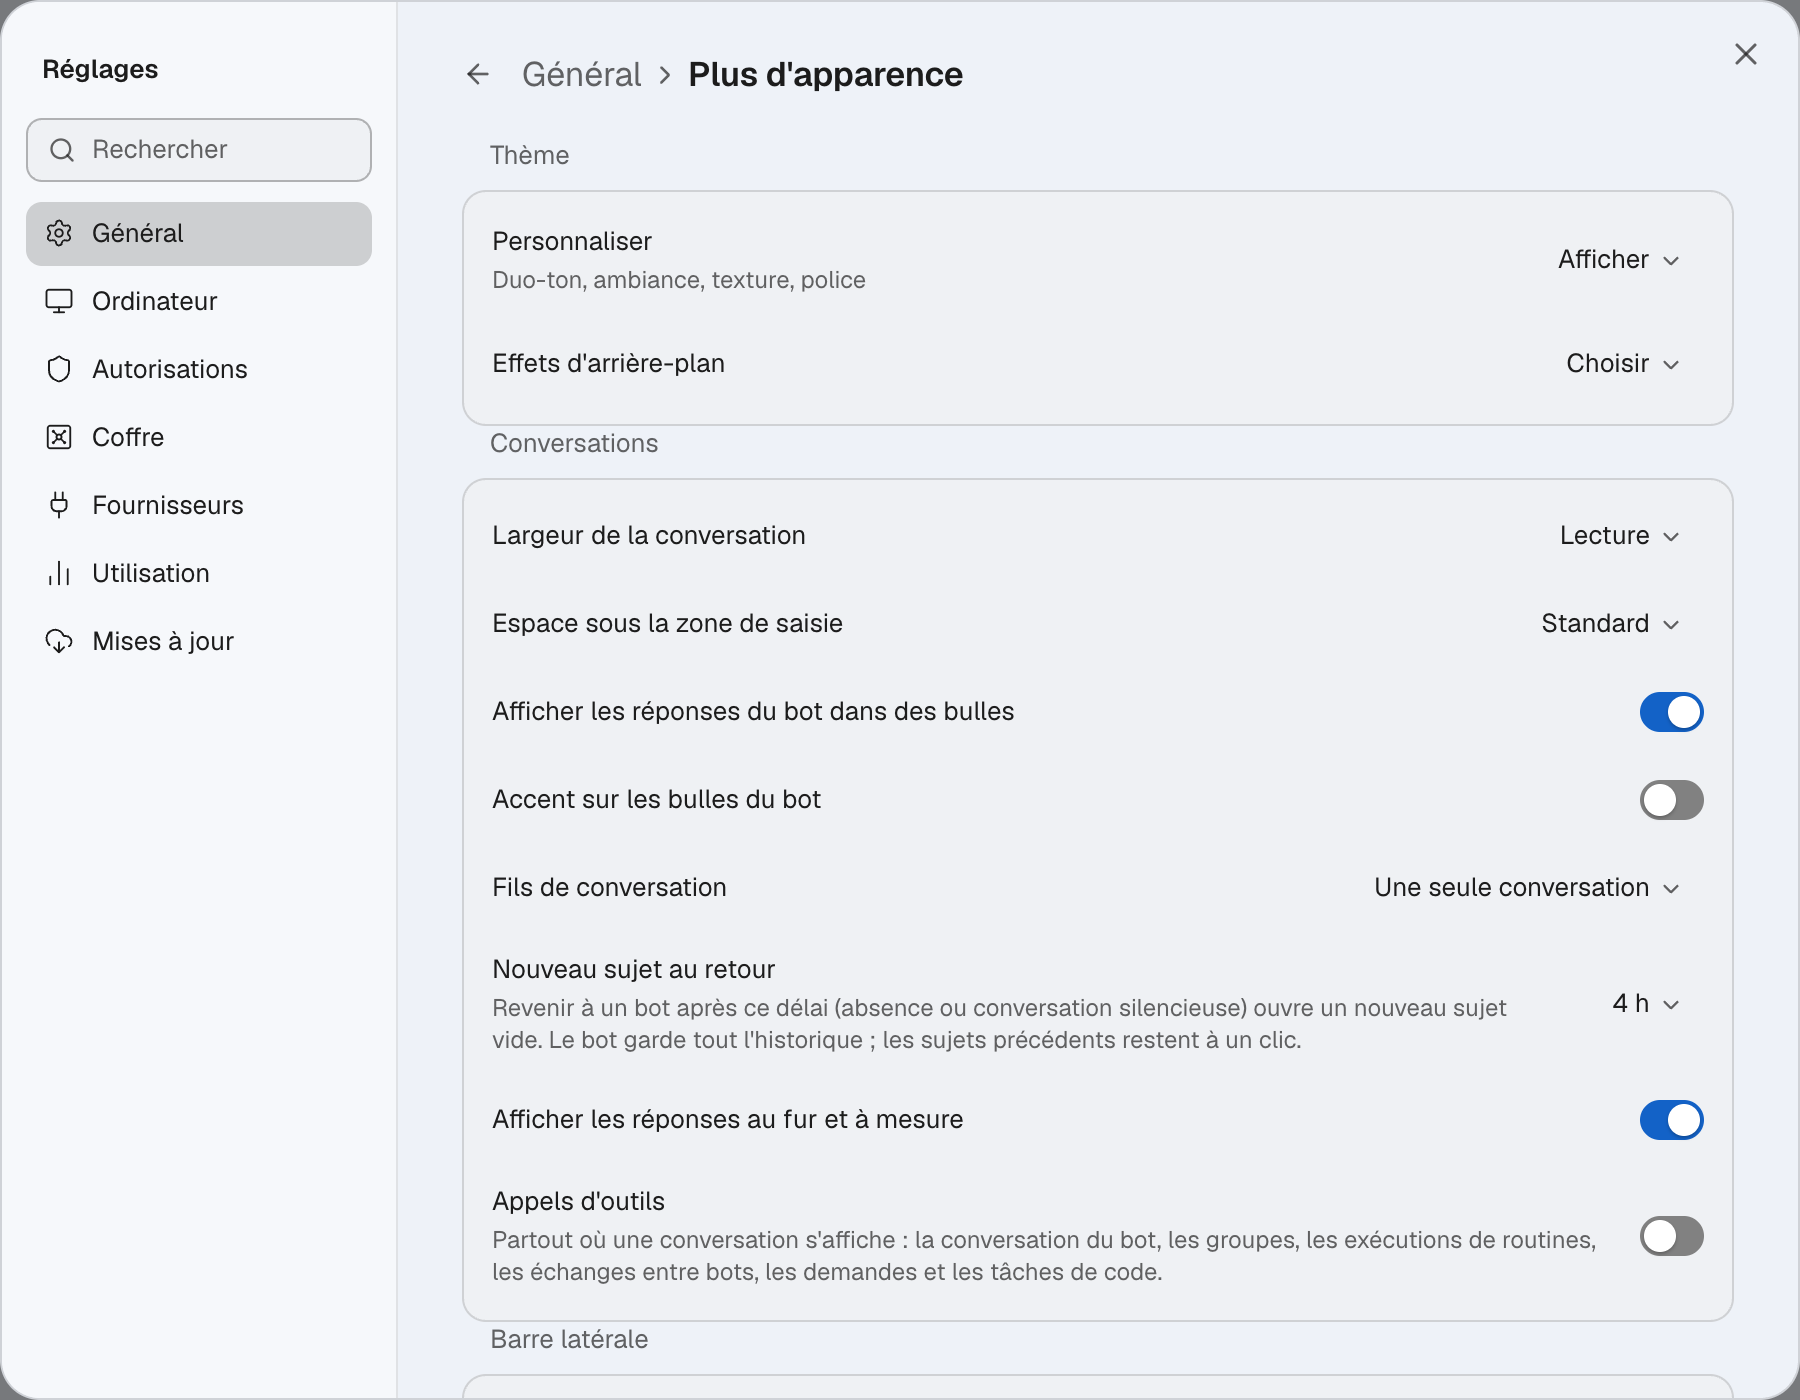 Réglages
Rechercher
Général
Ordinateur
Autorisations
Coffre
Fournisseurs
Utilisation
Mises à jour
Général > Plus d'apparence
Thème
Personnaliser
Duo-ton, ambiance, texture, police
Afficher
Effets d'arrière-plan
Choisir
Conversations
Largeur de la conversation
Lecture
Espace sous la zone de saisie
Standard
Afficher les réponses du bot dans des bulles
Accent sur les bulles du bot
Fils de conversation
Une seule conversation
Nouveau sujet au retour
Revenir à un bot après ce délai (absence ou conversation silencieuse) ouvre un nouveau sujet
vide. Le bot garde tout l'historique ; les sujets précédents restent à un clic.
4 h
Afficher les réponses au fur et à mesure
Appels d'outils
Partout où une conversation s'affiche : la conversation du bot, les groupes, les exécutions de routines,
les échanges entre bots, les demandes et les tâches de code.
Barre latérale